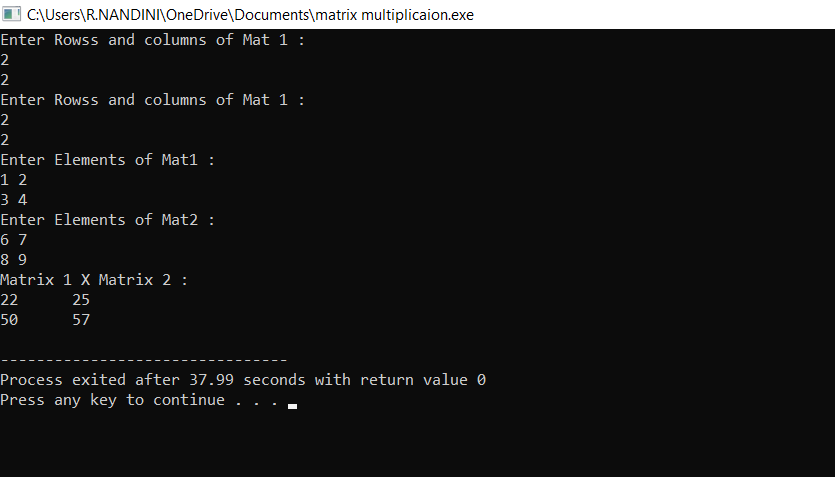 C:\Users\R.NANDINI\OneDrive\Documents\matrix multiplicaion.exe
Enter Rowss and columns of Mat 1 :
2
2
Enter Rowss and columns of Mat 1 :
2
2
Enter Elements of Mat1 :
1 2
3 4
Enter Elements of Mat2 :
6 7
8 9
Matrix 1 X Matrix 2 :
22      25
50      57
--------------------------------
Process exited after 37.99 seconds with return value 0
Press any key to continue . . .